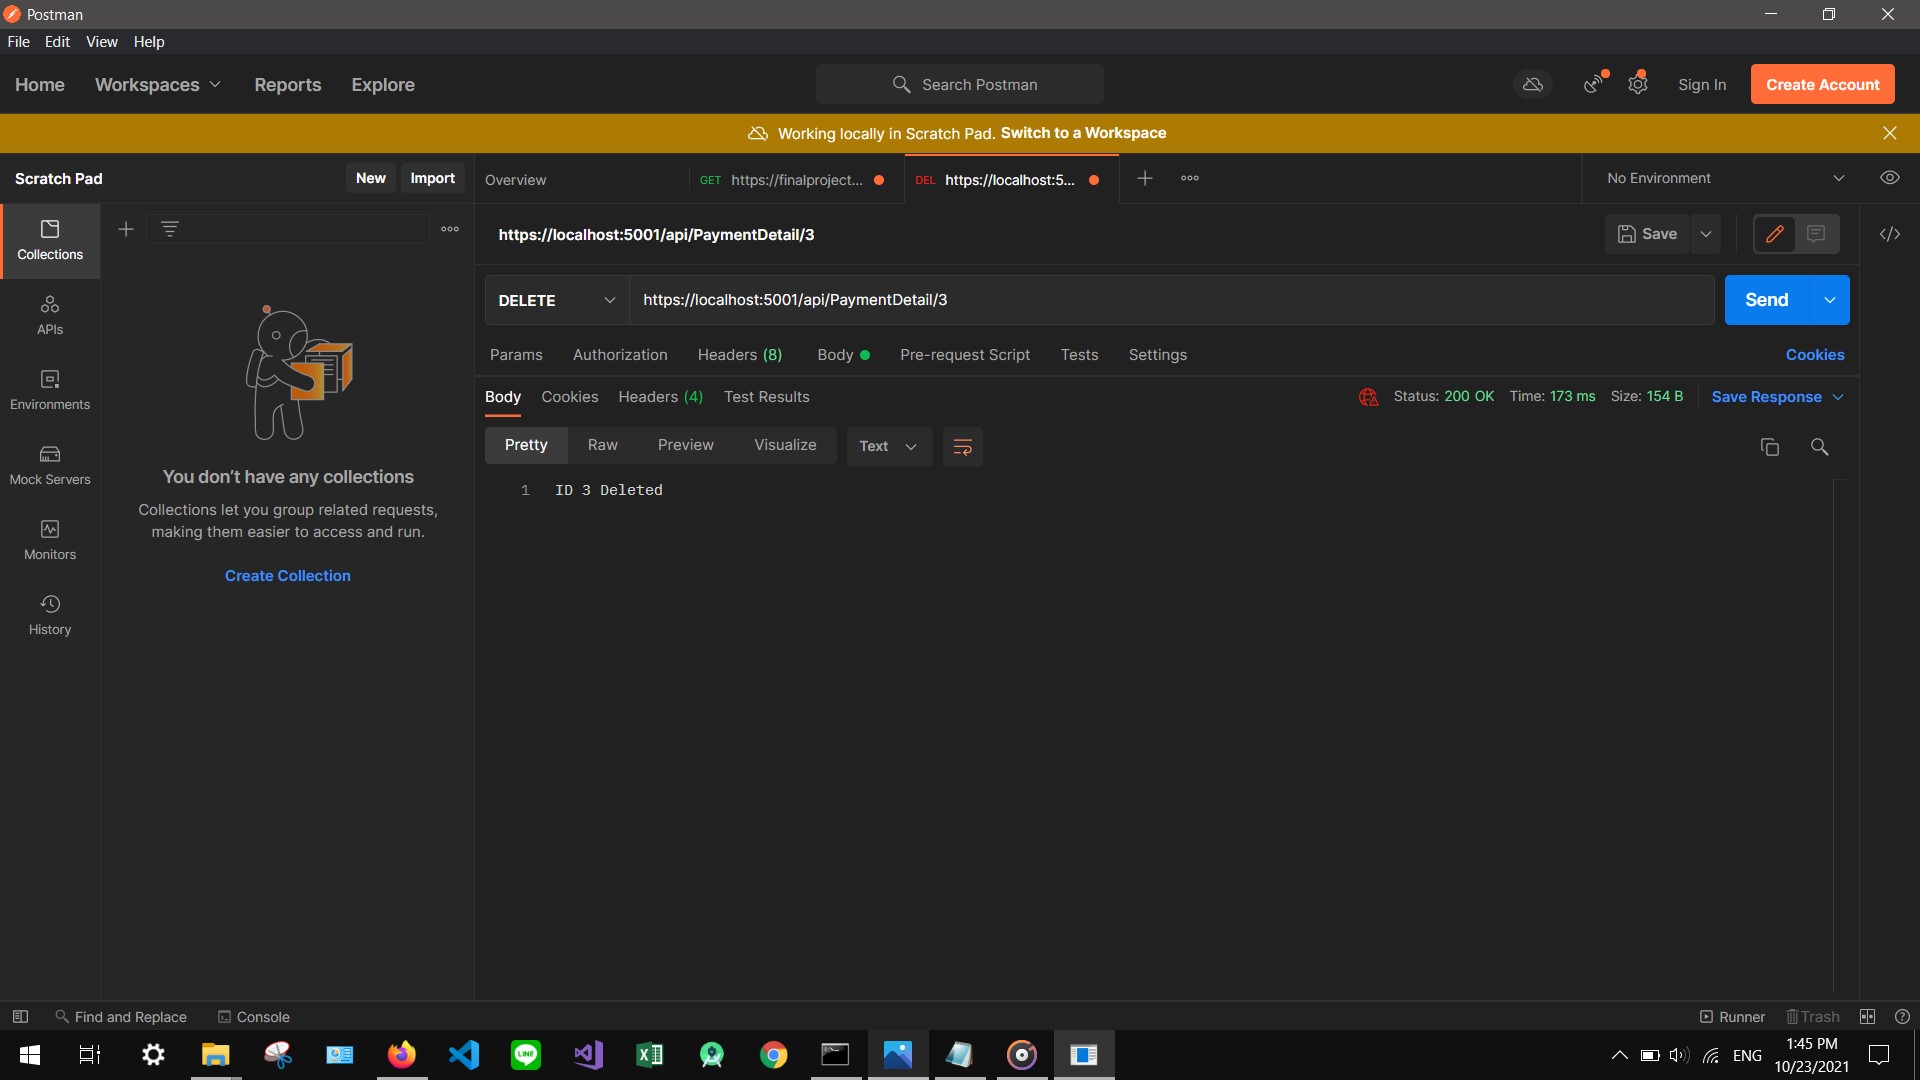 Postman
File Edit View Help
Home Workspaces Reports Explore
Search Postman
Sign In
Create Account
Working locally in Scratch Pad. Switch to a Workspace
Scratch Pad
New
Import
Overview
GET https://finalproject...
DEL https://localhost:5...
No Environment
Collections
APIs
Environments
Mock Servers
Monitors
History
You don't have any collections
Collections let you group related requests,
making them easier to access and run.
Create Collection
https://localhost:5001/api/PaymentDetail/3
Save
DELETE
https://localhost:5001/api/PaymentDetail/3
Send
Params Authorization Headers (8) Body Pre-request Script Tests Settings
Cookies
Body Cookies Headers (4) Test Results
Status: 200 OK Time: 173 ms Size: 154 B
Save Response
Pretty Raw Preview Visualize
Text
1 ID 3 Deleted
Find and Replace
Console
Runner
Trash
LINE
ENG
1:45 PM
10/23/2021